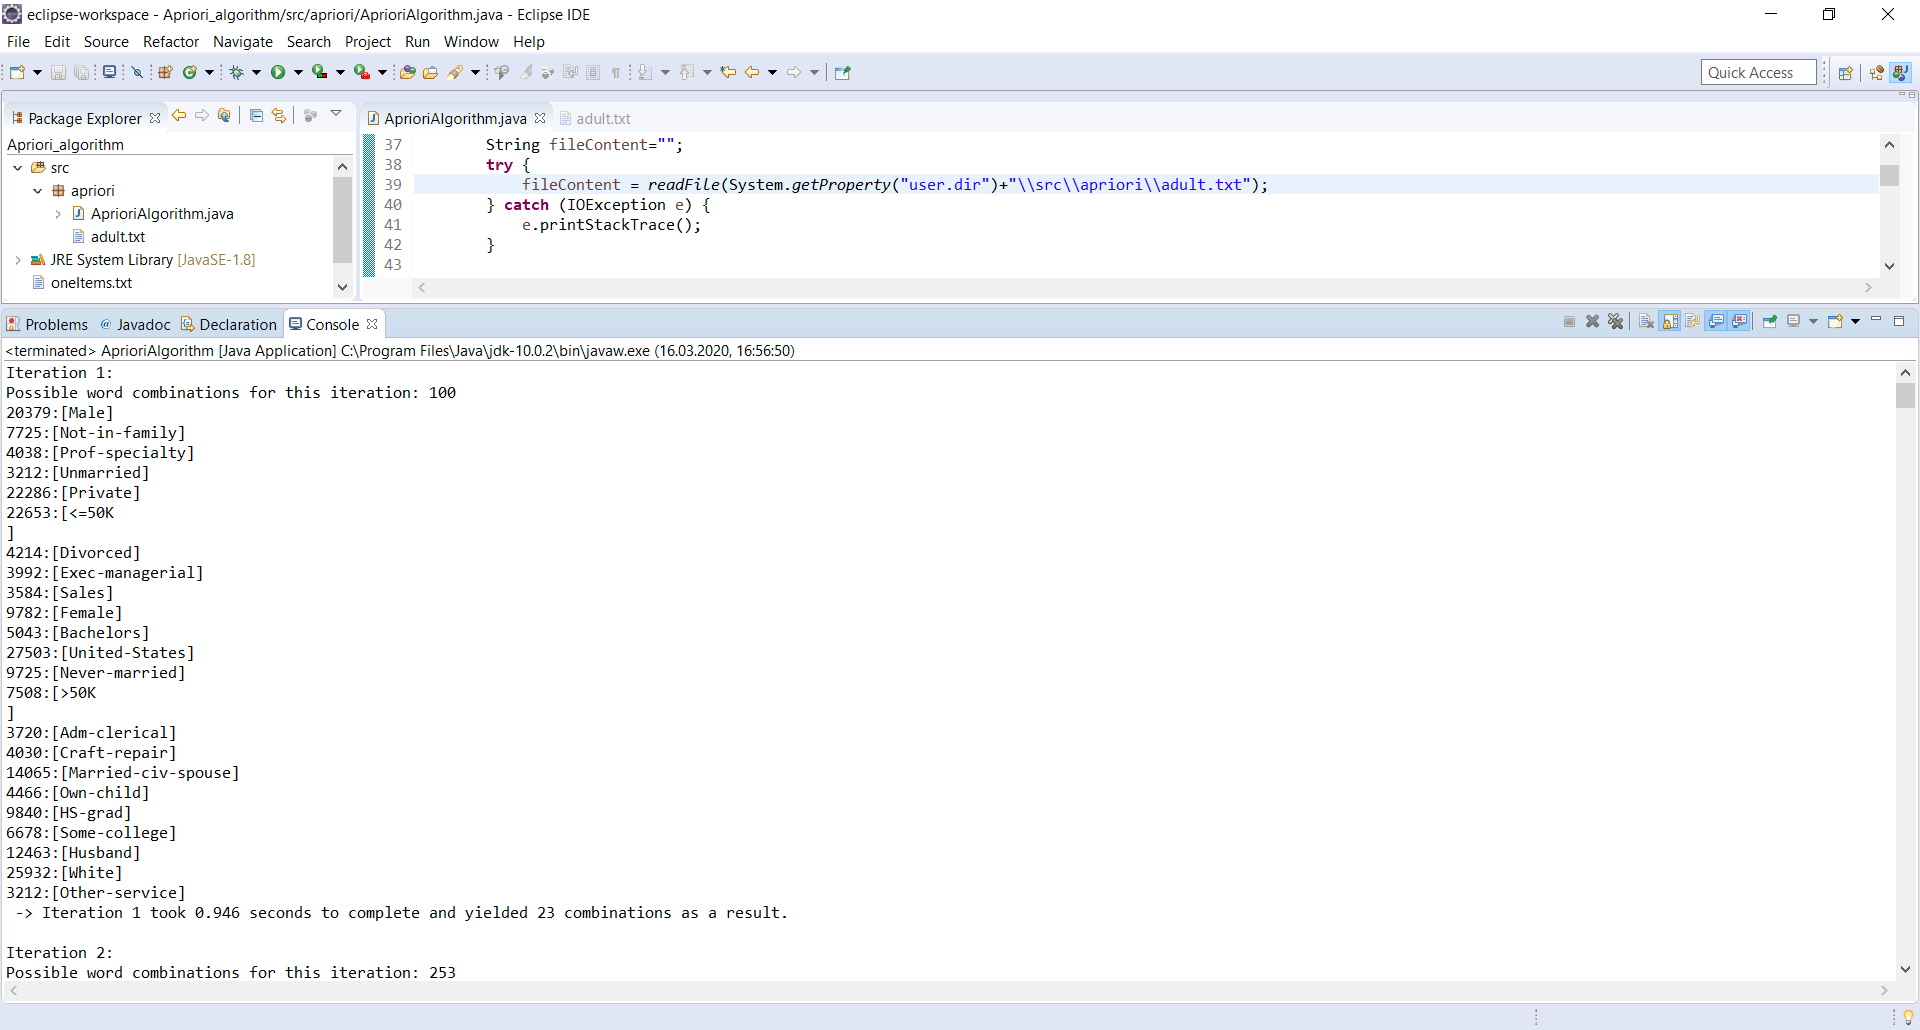 eclipse-workspace - Apriori_algorithm/src/apriori/AprioriAlgorithm.java - Eclipse IDE
File Edit Source Refactor Navigate Search Project Run Window Help
Quick Access
Package Explorer
AprioriAlgorithm.java adult.txt
Apriori_algorithm
src
apriori
AprioriAlgorithm.java
adult.txt
JRE System Library [JavaSE-1.8]
oneItems.txt
37 String fileContent="";
38 try {
39 fileContent = readFile(System.getProperty("user.dir")+"\\src\\apriori\\adult.txt");
40 } catch (IOException e) {
41 e.printStackTrace();
42 }
43
Problems @ Javadoc Declaration Console
<terminated> AprioriAlgorithm [Java Application] C:\Program Files\Java\jdk-10.0.2\bin\javaw.exe (16.03.2020, 16:56:50)
Iteration 1:
Possible word combinations for this iteration: 100
20379:[Male]
7725:[Not-in-family]
4038:[Prof-specialty]
3212:[Unmarried]
22286:[Private]
22653:[<=50K
]
4214:[Divorced]
3992:[Exec-managerial]
3584:[Sales]
9782:[Female]
5043:[Bachelors]
27503:[United-States]
9725:[Never-married]
7508:[>50K
]
3720:[Adm-clerical]
4030:[Craft-repair]
14065:[Married-civ-spouse]
4466:[Own-child]
9840:[HS-grad]
6678:[Some-college]
12463:[Husband]
25932:[White]
3212:[Other-service]
-> Iteration 1 took 0.946 seconds to complete and yielded 23 combinations as a result.
Iteration 2:
Possible word combinations for this iteration: 253